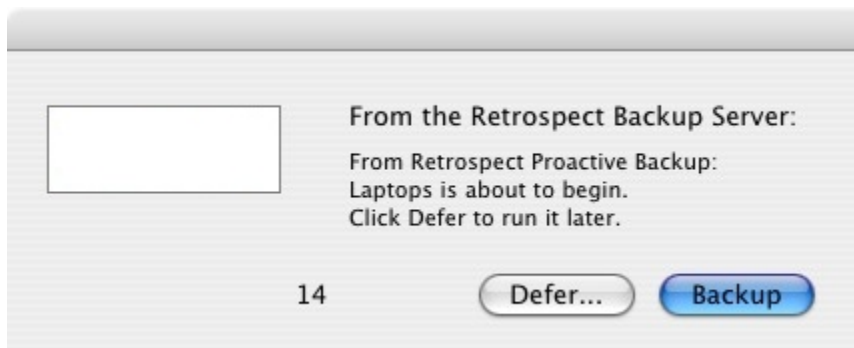 From the Retrospect Backup Server:
From Retrospect Proactive Backup:
Laptops is about to begin.
Click Defer to run it later.
14 Defer... Backup